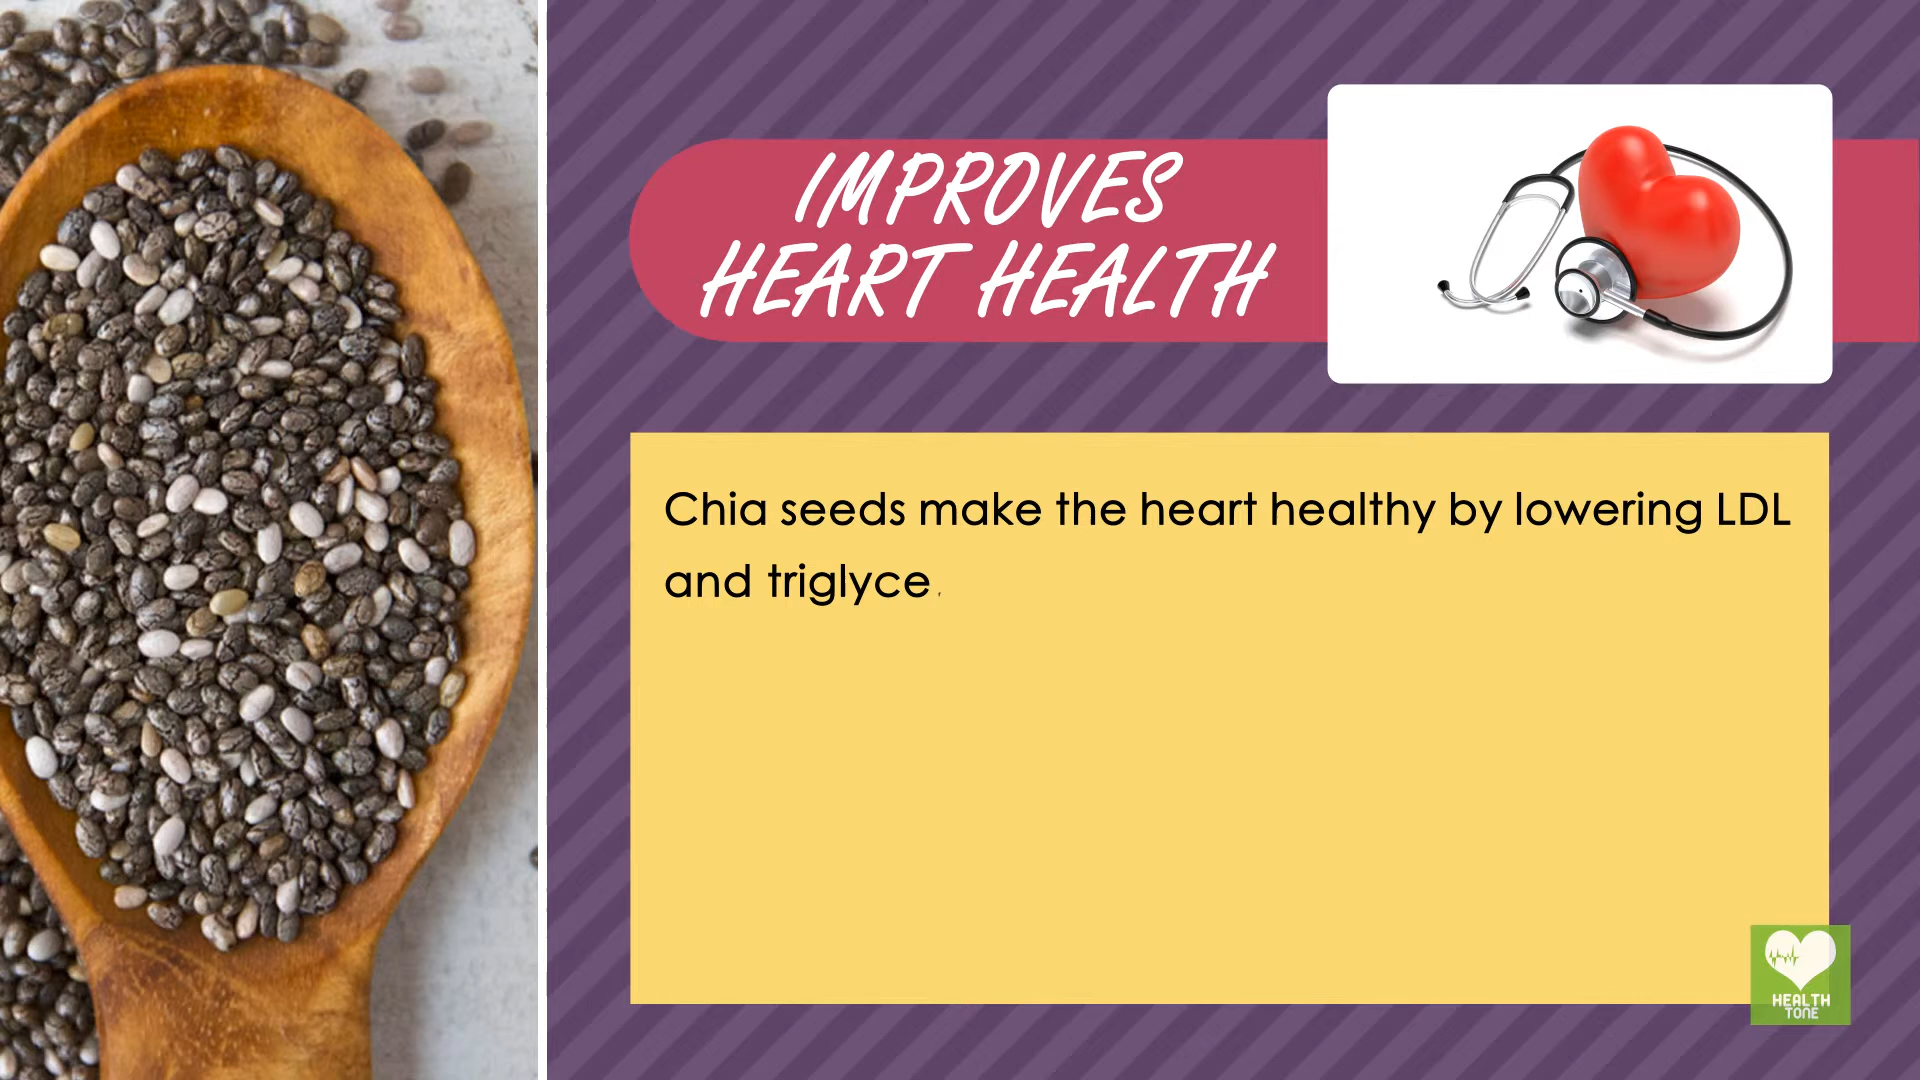 IMPROVES
HEART HEALTH
Chia seeds make the heart healthy by lowering LDL
and triglyce
HEALTH
TONE